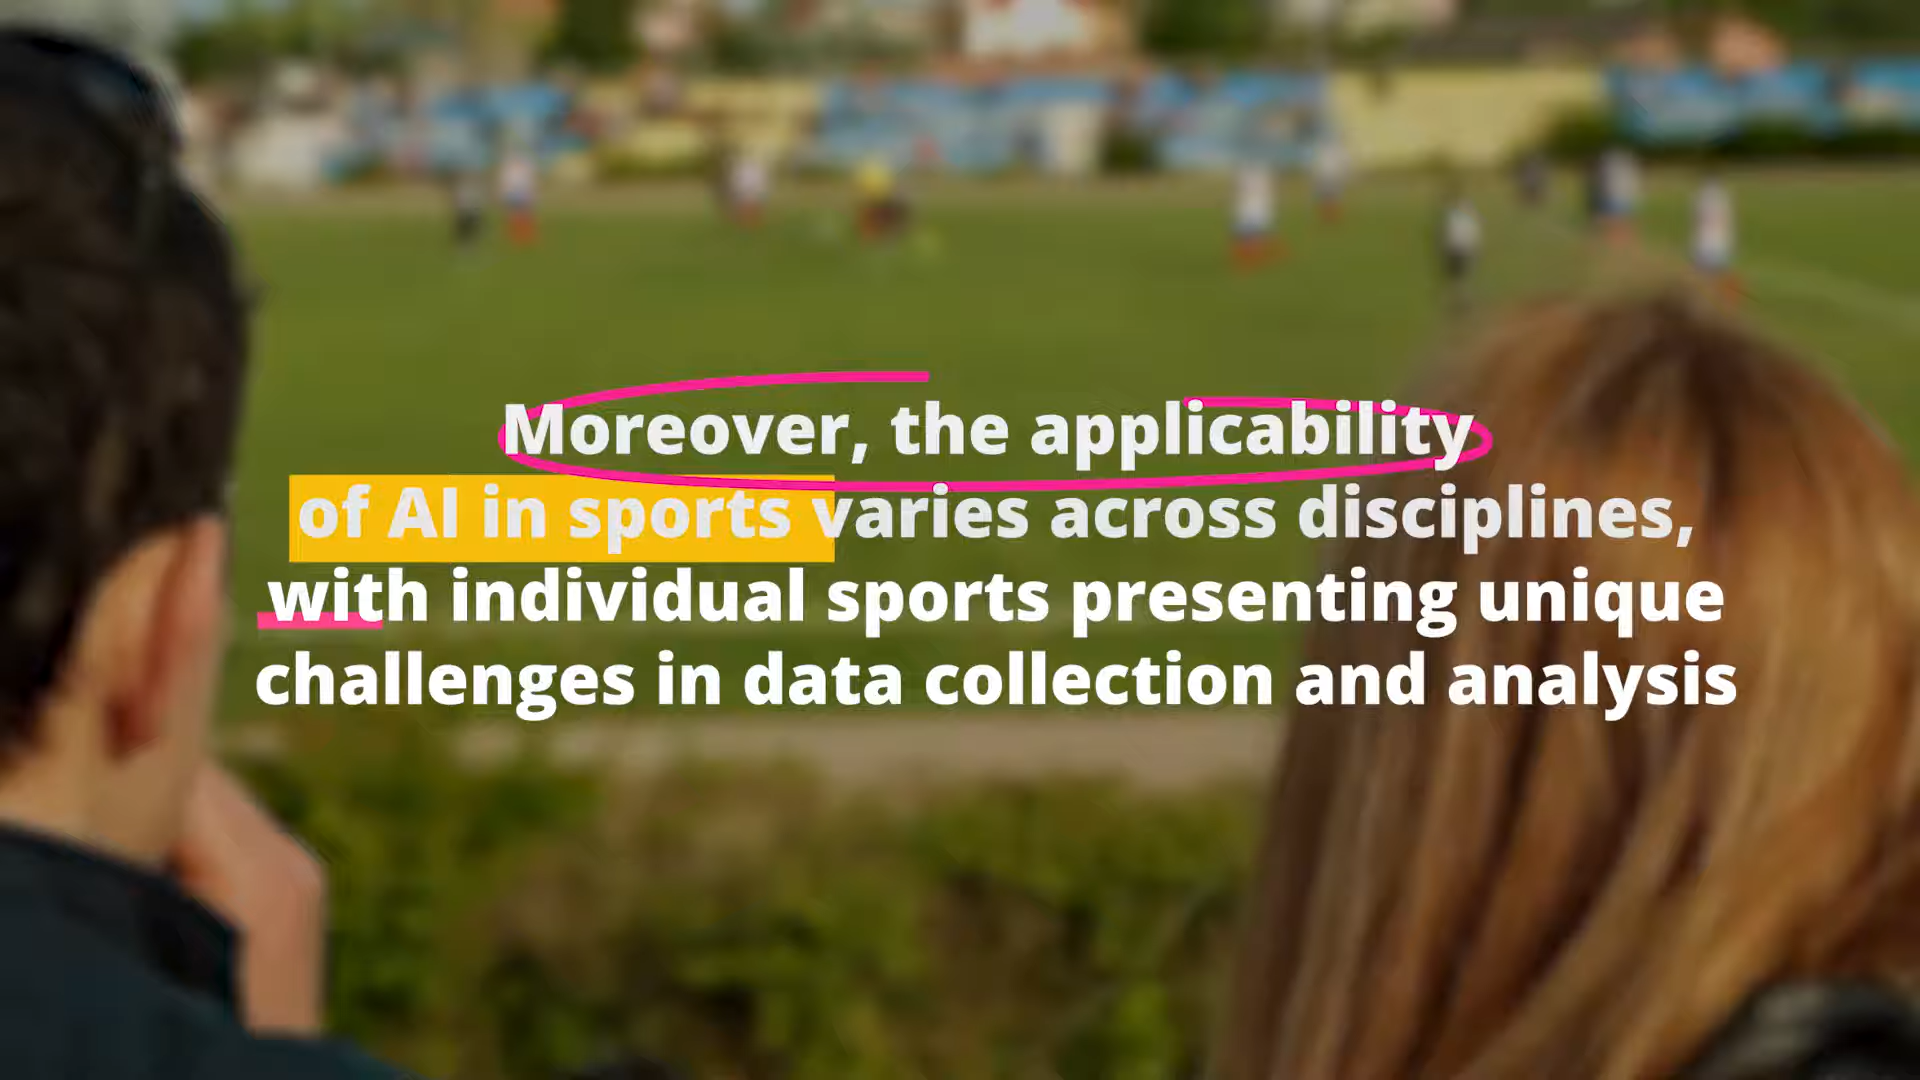 Moreover, the applicability
of AI in sports varies across disciplines,
with individual sports presenting unique
challenges in data collection and analysis